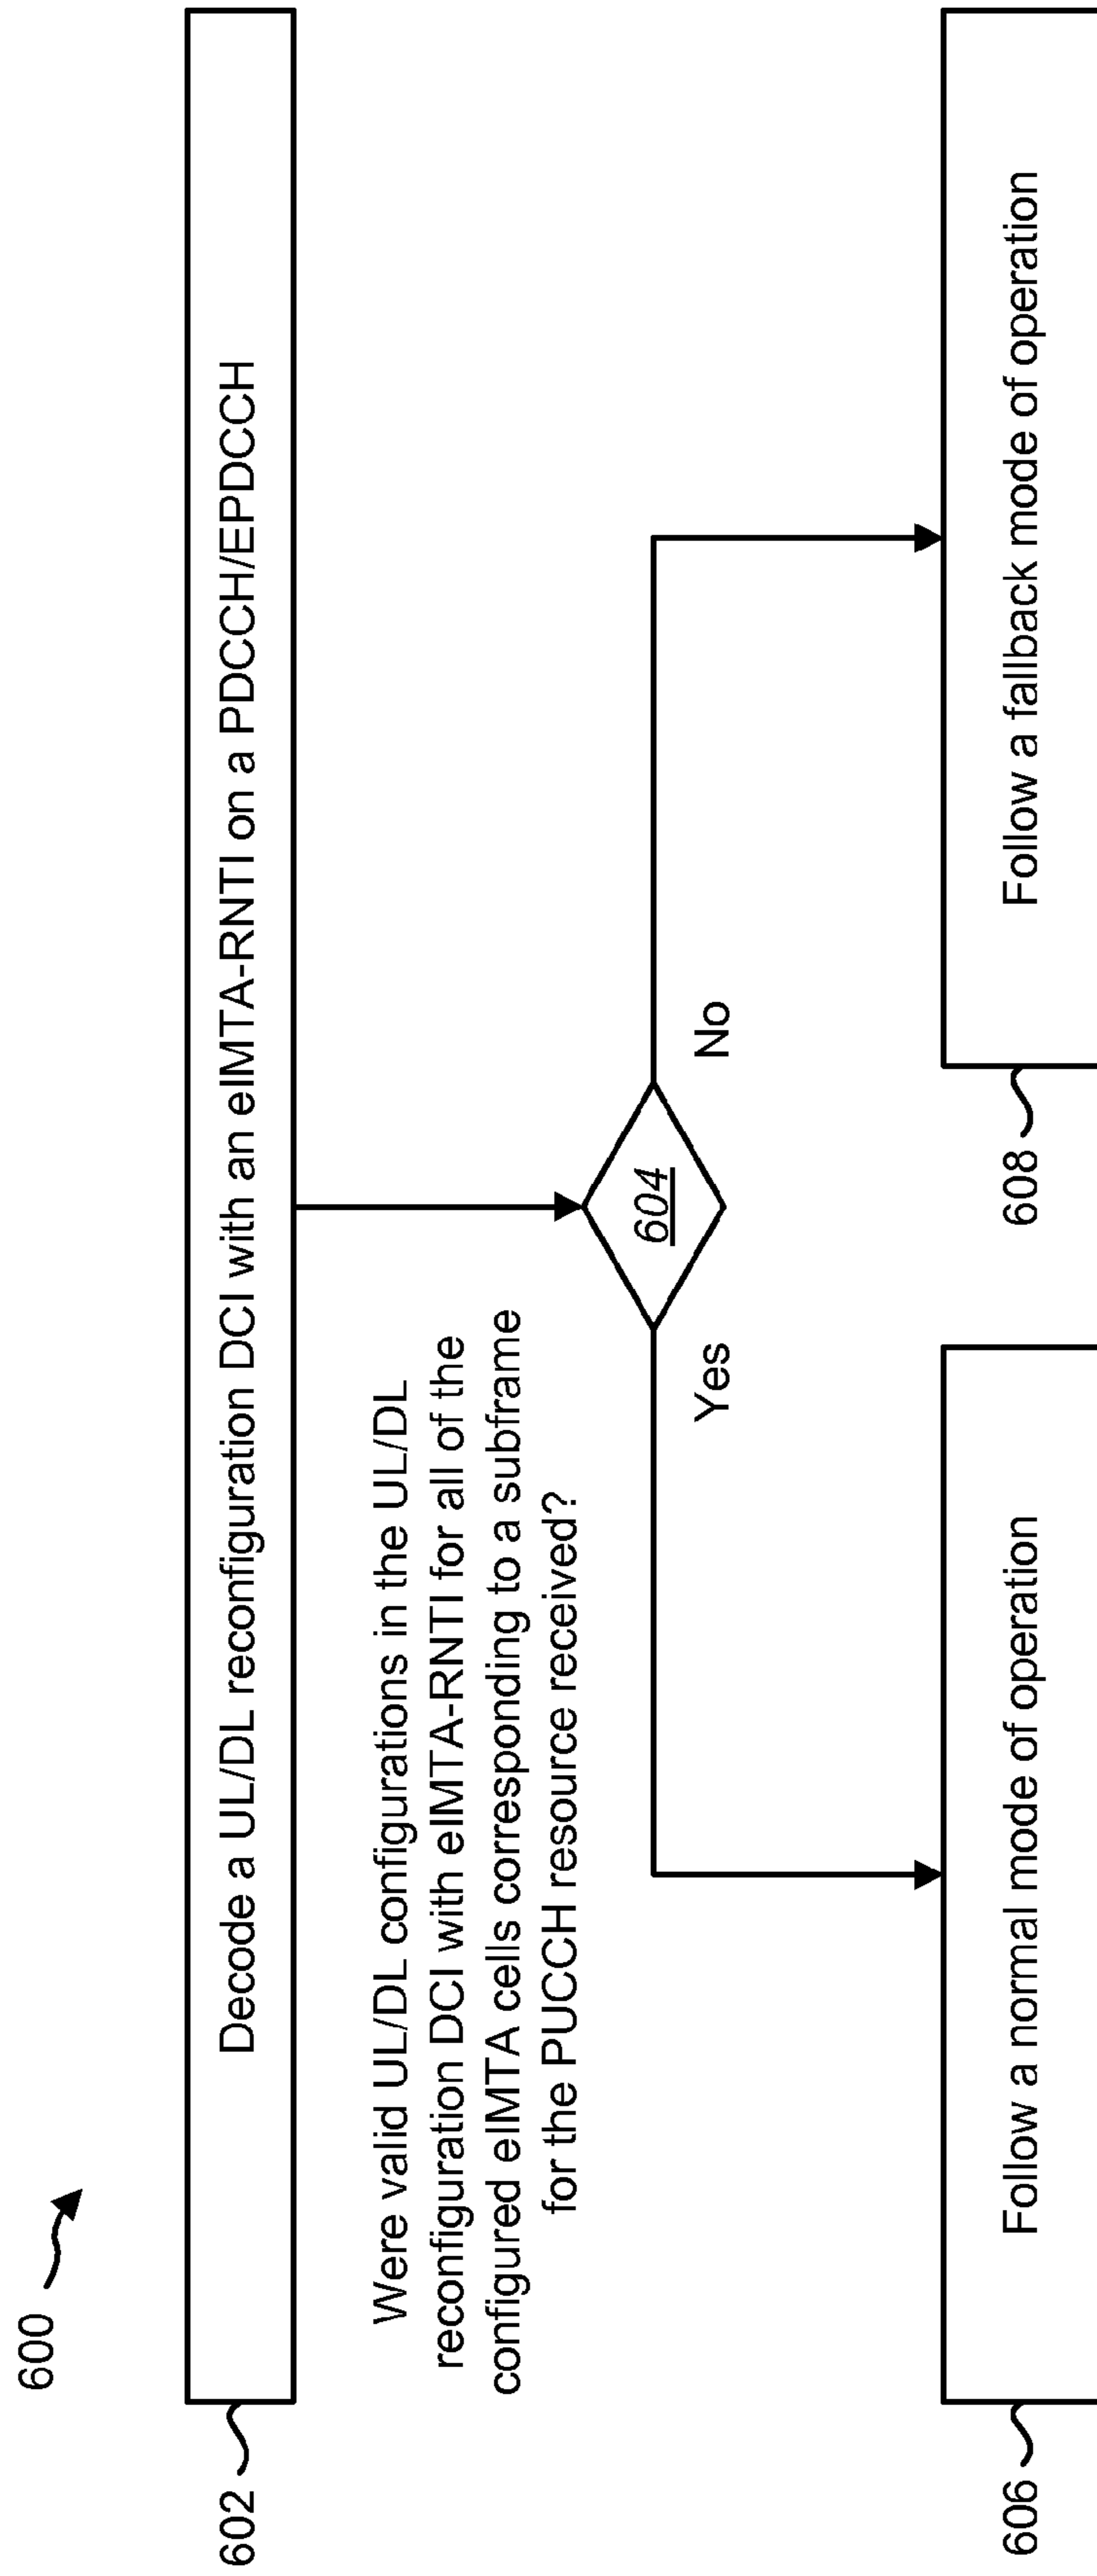 600
602
Decode a UL/DL reconfiguration DCI with an eIMTA-RNTI on a PDCCH/EPDCCH
Were valid UL/DL configurations in the UL/DL
reconfiguration DCI with eIMTA-RNTI for all of the
configured eIMTA cells corresponding to a subframe
for the PUCCH resource received?
604
Yes
No
606
Follow a normal mode of operation
608
Follow a fallback mode of operation